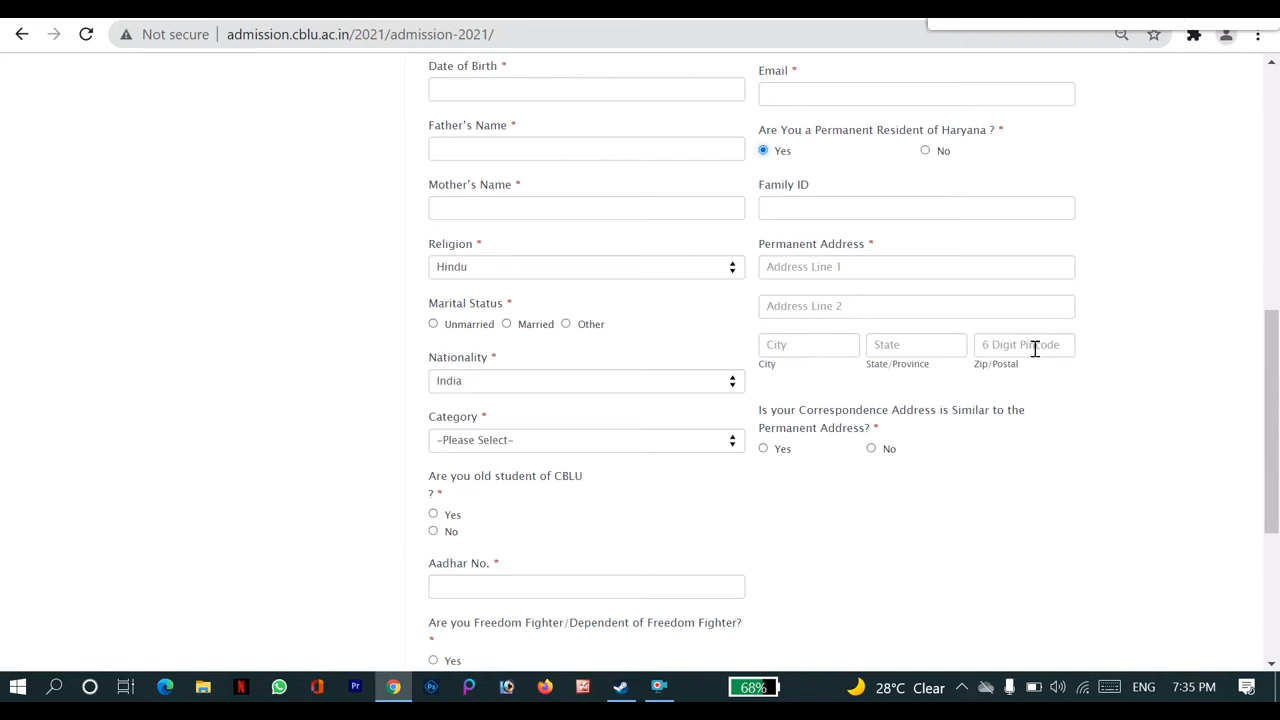 Not secure
admission.cblu.ac.in/2021/admission-2021/
Date of Birth *
Father's Name *
Mother's Name *
Religion *
Hindu
Marital Status *
Unmarried Married Other
Nationality *
India
Category *
-Please Select-
Are you old student of CBLU
? *
Yes
No
Aadhar No. *
Are you Freedom Fighter/Dependent of Freedom Fighter?
*
Yes
Email *
Are You a Permanent Resident of Haryana ? *
Yes No
Family ID
Permanent Address *
Address Line 1
Address Line 2
City State 6 Digit Pincode
City State/Province Zip/Postal
Is your Correspondence Address is Similar to the
Permanent Address? *
Yes No
68% 28°C Clear ENG 7:35 PM